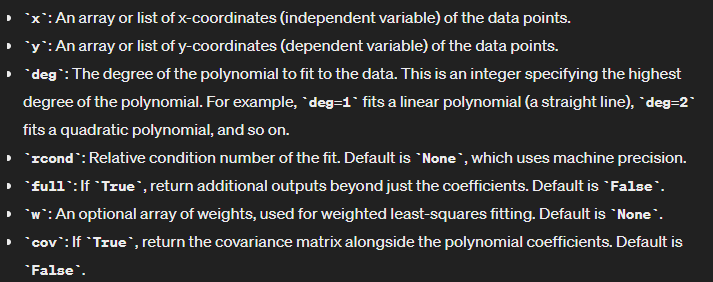 • `x`: An array or list of x-coordinates (independent variable) of the data points.
• `y`: An array or list of y-coordinates (dependent variable) of the data points.
• `deg`: The degree of the polynomial to fit to the data. This is an integer specifying the highest
degree of the polynomial. For example, `deg=1` fits a linear polynomial (a straight line), `deg=2`
fits a quadratic polynomial, and so on.
• `rcond`: Relative condition number of the fit. Default is `None`, which uses machine precision.
• `full`: If `True`, return additional outputs beyond just the coefficients. Default is `False`.
• `w`: An optional array of weights, used for weighted least-squares fitting. Default is `None`.
• `cov`: If `True`, return the covariance matrix alongside the polynomial coefficients. Default is
`False`.